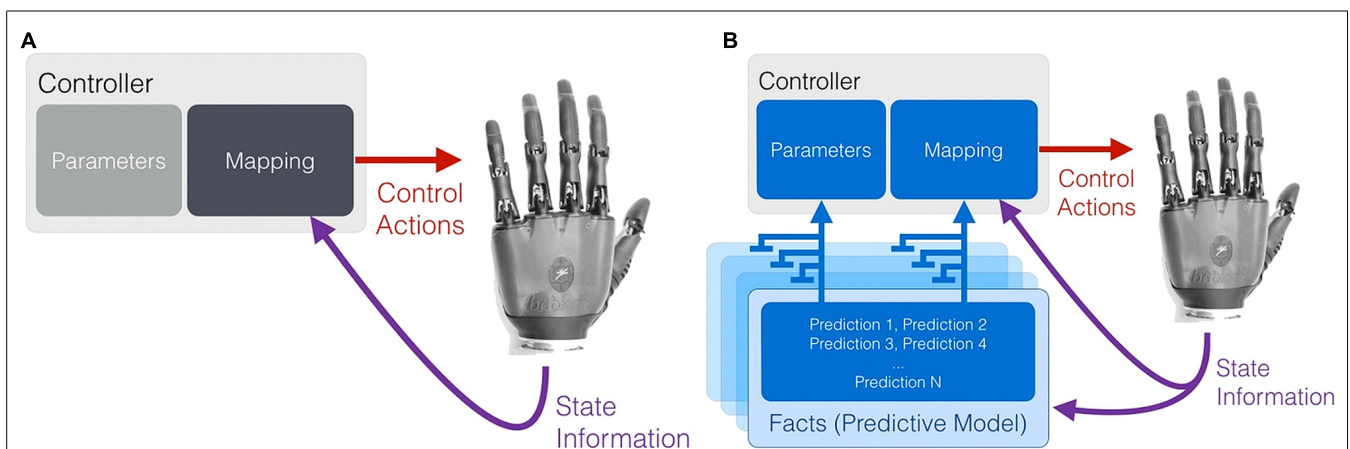 A
Controller
Parameters
Mapping
Control
Actions
State
Information
B
Controller
Parameters
Mapping
Control
Actions
Prediction 1, Prediction 2
Prediction 3, Prediction 4
...
Prediction N
Facts (Predictive Model)
State
Information